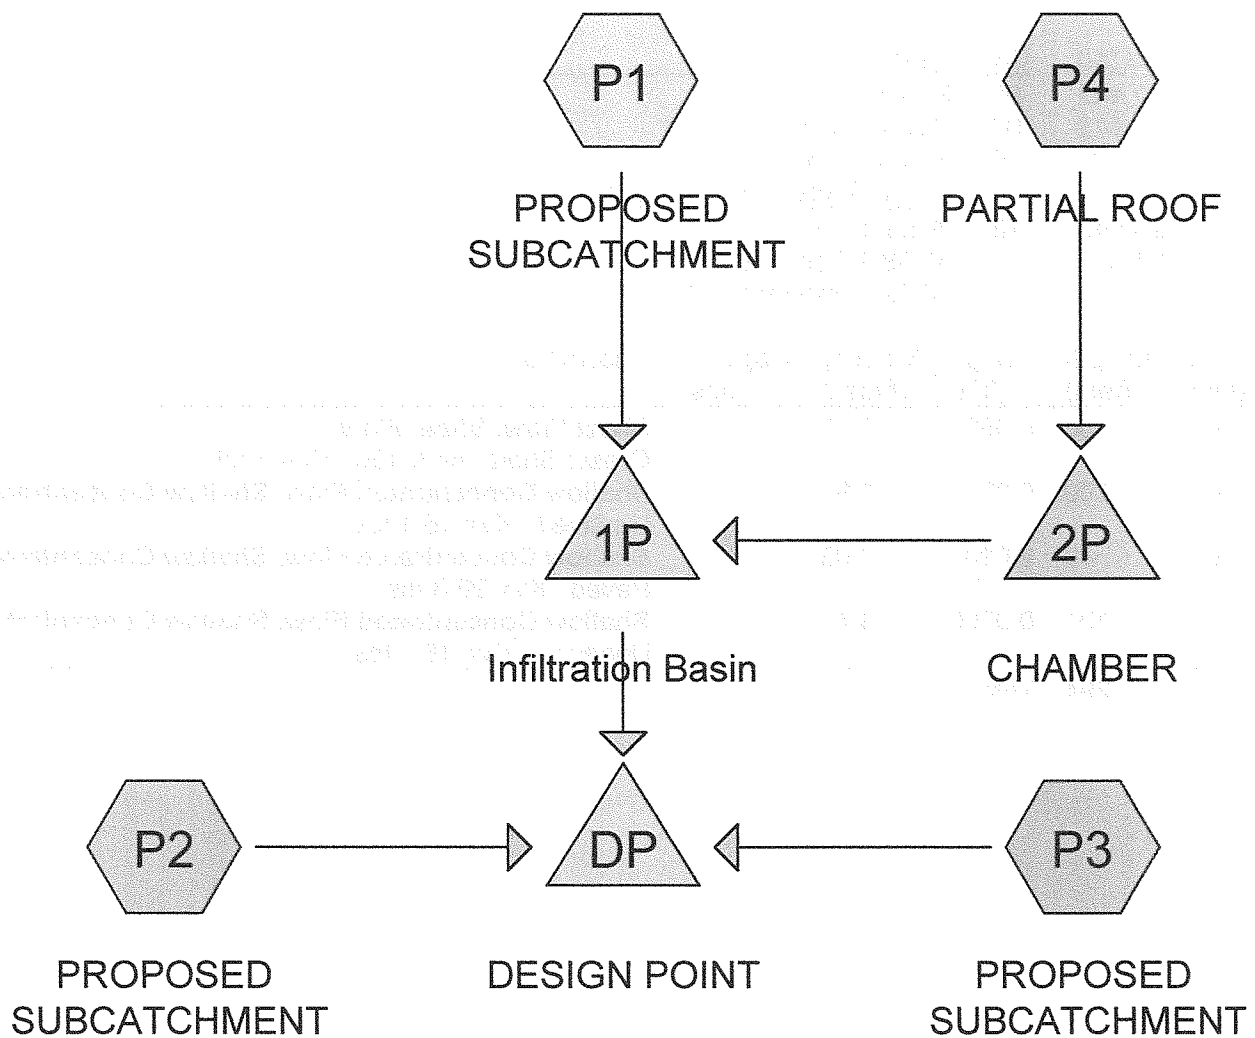 P1
P4
PROPOSED
SUBCATCHMENT
PARTIAL ROOF
1P
2P
Infiltration Basin
CHAMBER
P2
DP
P3
PROPOSED
SUBCATCHMENT
DESIGN POINT
PROPOSED
SUBCATCHMENT